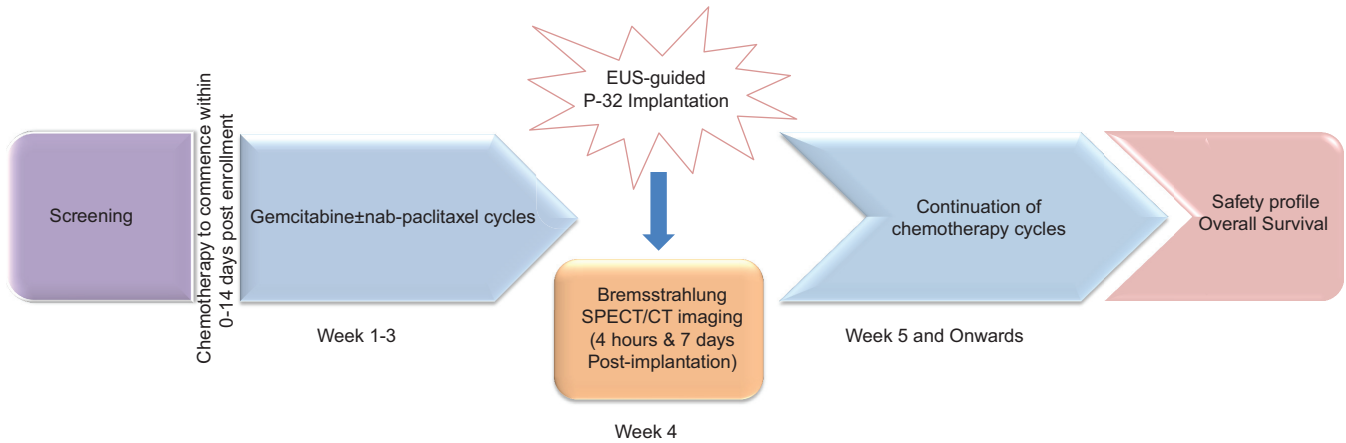 Screening
Chemotherapy to commence within
0-14 days post enrollment
Gemcitabine±nab-paclitaxel cycles
Week 1-3
EUS-guided
P-32 Implantation
Bremsstrahlung
SPECT/CT imaging
(4 hours & 7 days
Post-implantation)
Week 4
Continuation of
chemotherapy cycles
Week 5 and Onwards
Safety profile
Overall Survival